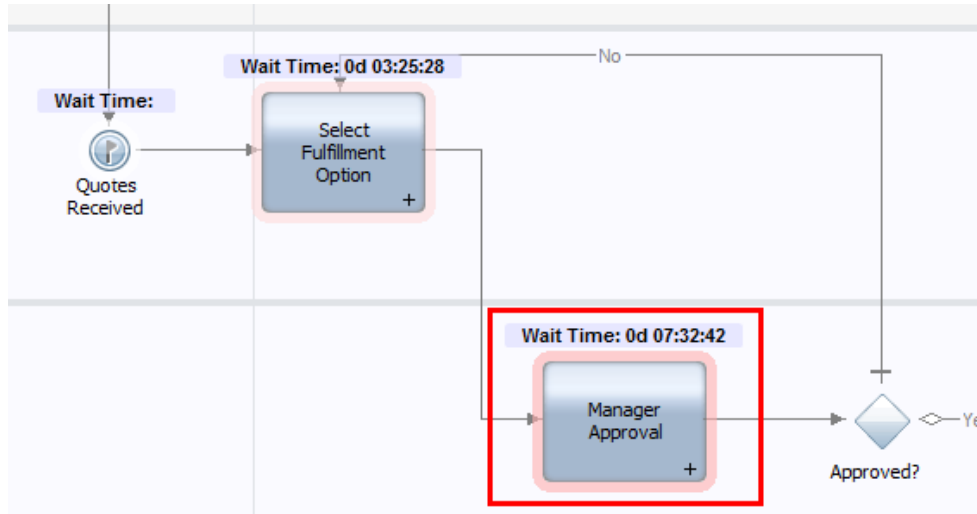 No
Wait Time: 0d 03:25:28
Wait Time:
Select
Fulfillment
Option
+
Quotes
Received
Wait Time: 0d 07:32:42
Manager
Approval
+
Ye
Approved?